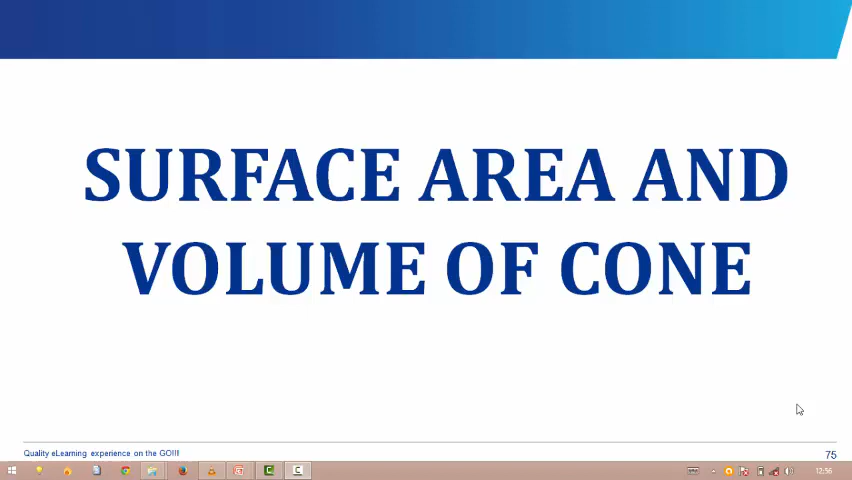 SURFACE AREA AND
VOLUME OF CONE
Quality eLearning experience on the GO!!!!
75
12:56